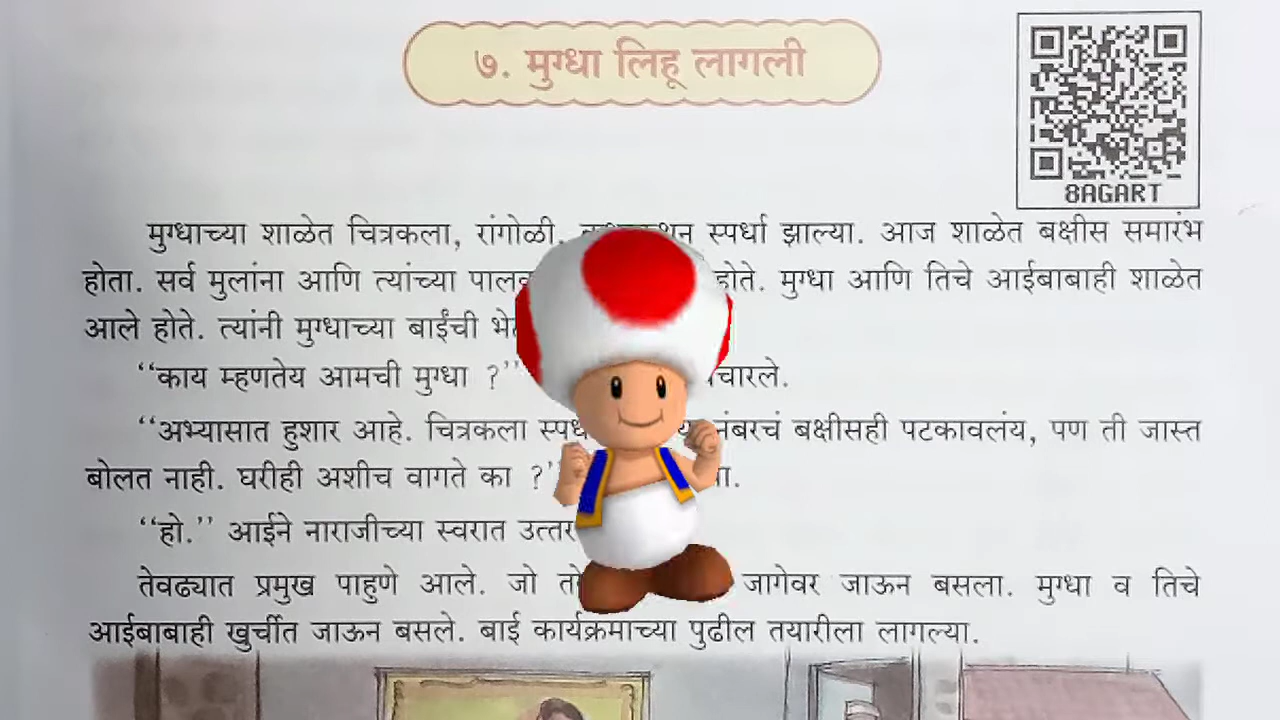 ७. मुग्धा लिहू लागली
8AGART
मुग्धाच्या शाळेत चित्रकला, रांगोळी, स्पर्धा झाल्या. आज शाळेत बक्षीस समारंभ
होता. सर्व मुलांना आणि त्यांच्या होते. मुग्धा आणि तिचे आईबाबाही शाळेत
आले होते. त्यांनी मुग्धाच्या बाईंची
“काय म्हणतेय आमची मुग्धा ?”
“अभ्यासात हुशार आहे. चित्रकला नंबरचं बक्षीसही पटकावलंय, पण ती जास्त
बोलत नाही. घरीही अशीच वागते का ?
“हो.” आईने नाराजीच्या स्वरात
तेवढ्यात प्रमुख पाहुणे आले. जो जागेवर जाऊन बसला. मुग्धा व तिचे
आईबाबाही खुर्चीत जाऊन बसले. बाई कार्यक्रमाच्या पुढील तयारीला लागल्या.